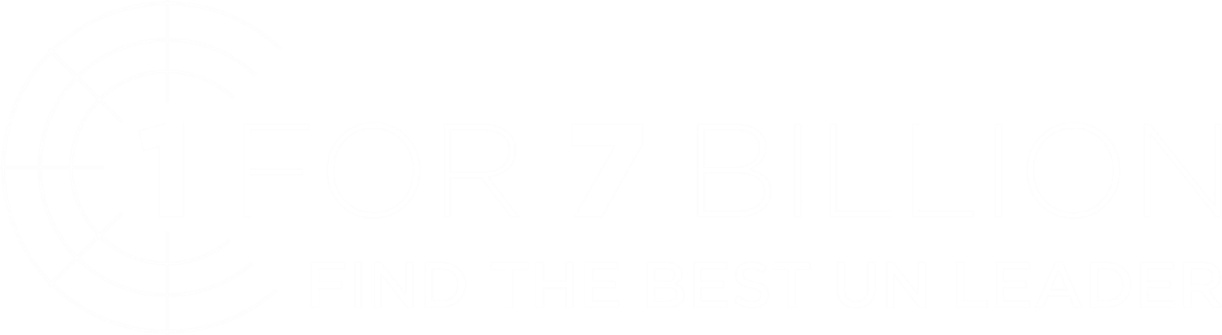 1 FOR 7 BILLION
FIND THE BEST UN LEADER